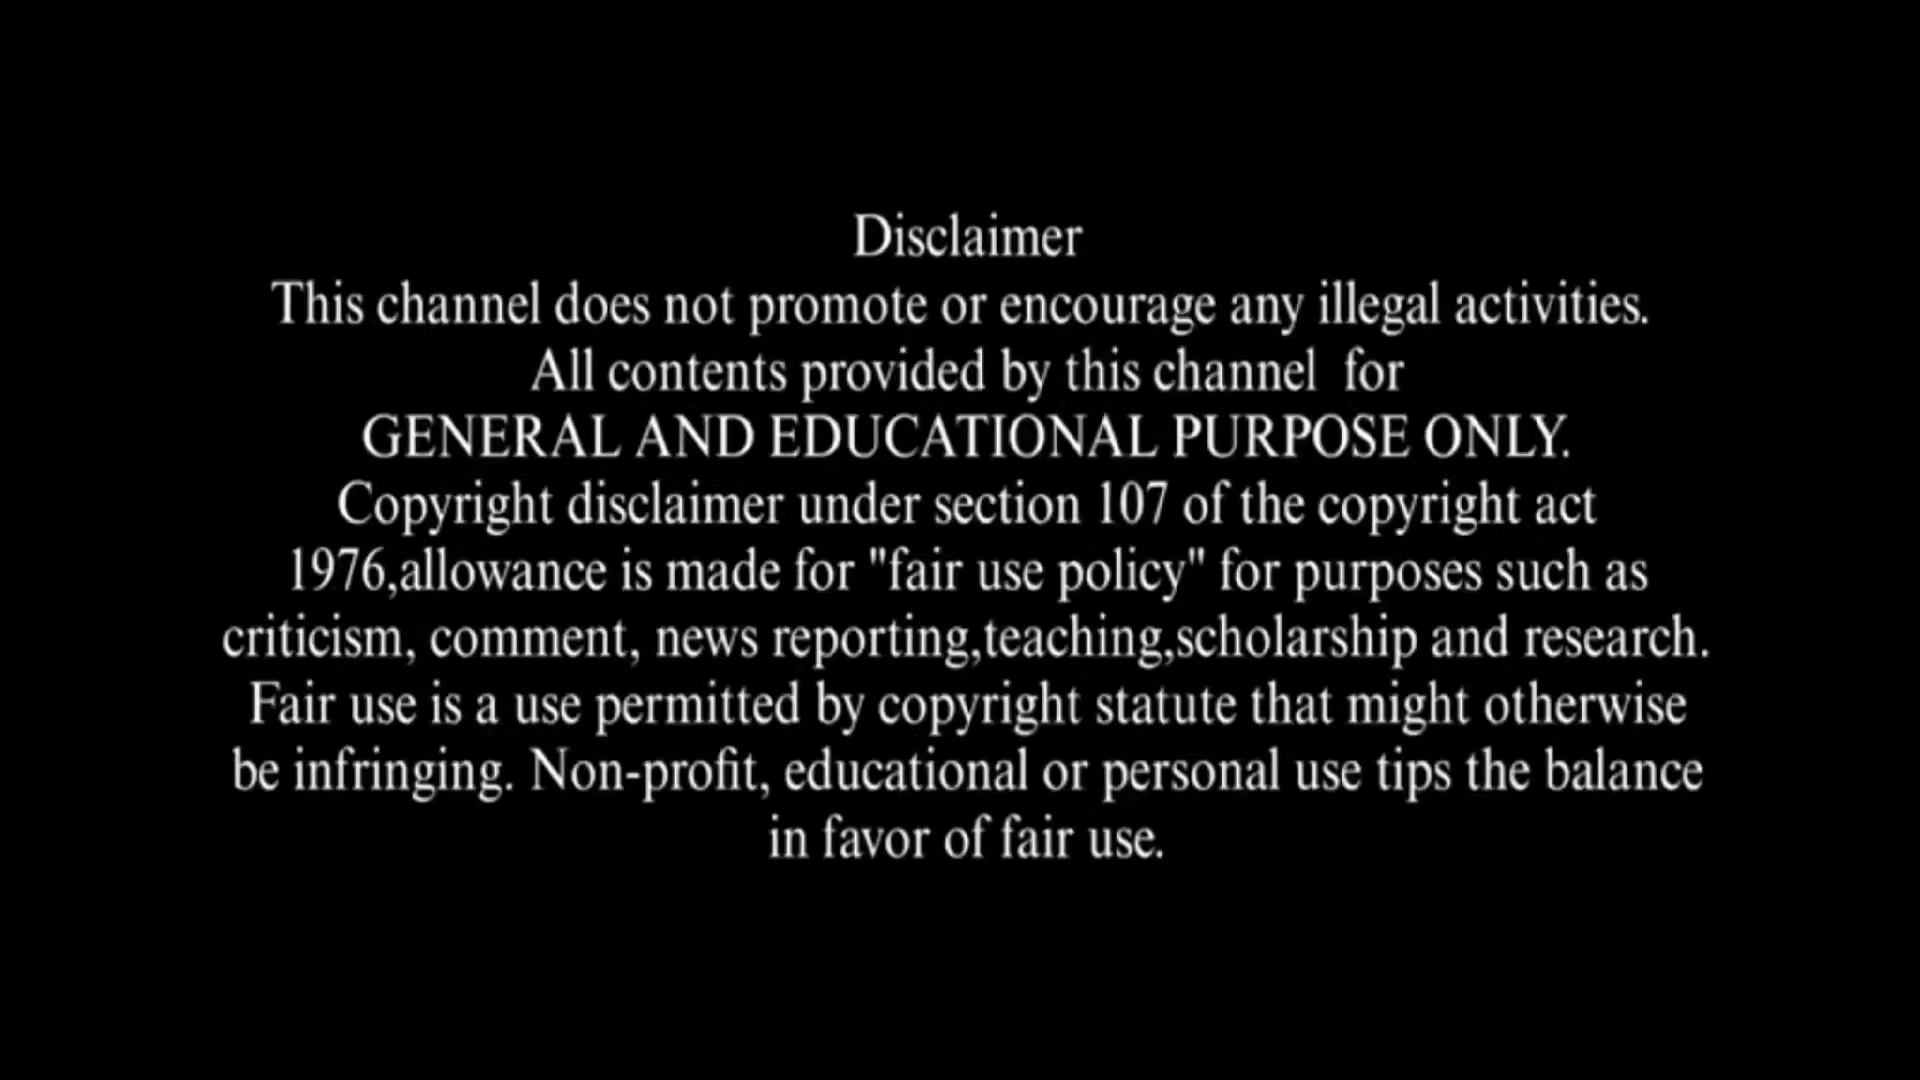 Disclaimer
This channel does not promote or encourage any illegal activities.
All contents provided by this channel  for
GENERAL AND EDUCATIONAL PURPOSE ONLY.
Copyright disclaimer under section 107 of the copyright act
1976,allowance is made for "fair use policy" for purposes such as
criticism, comment, news reporting,teaching,scholarship and research.
Fair use is a use permitted by copyright statute that might otherwise
be infringing. Non-profit, educational or personal use tips the balance
in favor of fair use.